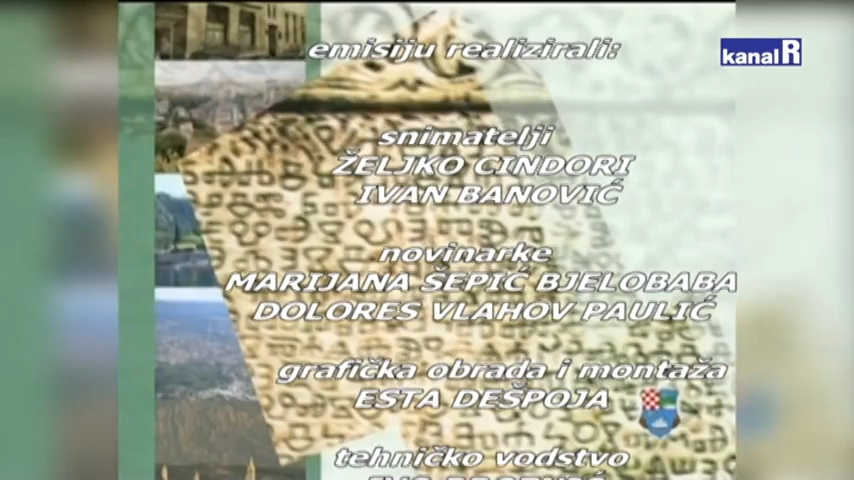 emisiju realizirali:
kanal R
snimatelji
ŽELJKO CINDORI
IVAN BANOVIĆ
novinarke
MARIJANA ŠEPIĆ BJELOBABA
DOLORES VLAHOV PAULIĆ
grafička obrada i montaža
ESTA DEŠPOJA
tehničko vodstvo